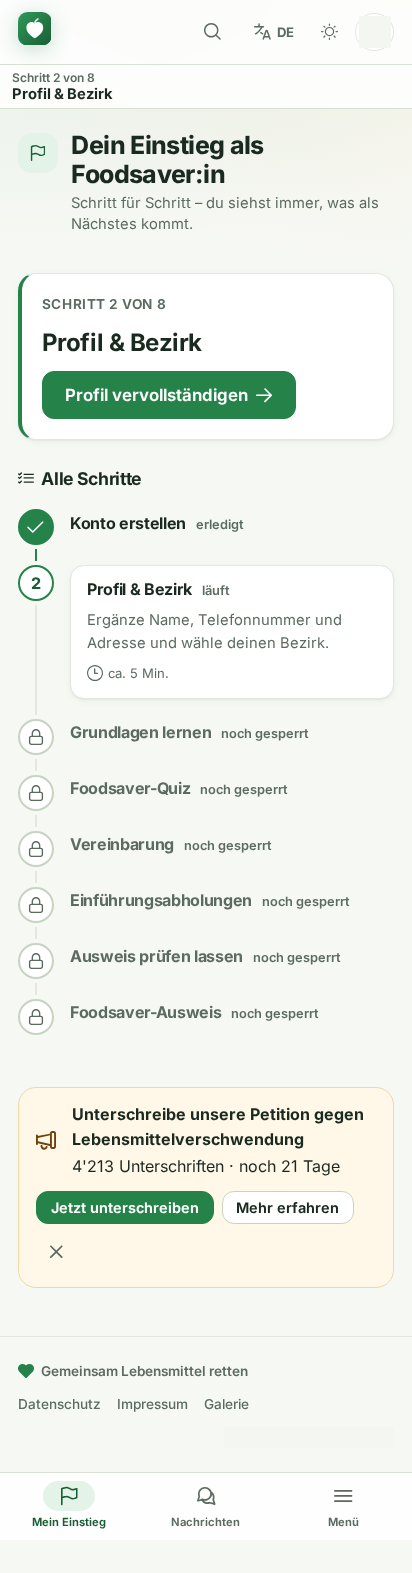 DE
Schritt 2 von 8
Profil & Bezirk
Dein Einstieg als
Foodsaver:in
Schritt für Schritt – du siehst immer, was als
Nächstes kommt.
SCHRITT 2 VON 8
Profil & Bezirk
Profil vervollständigen
Alle Schritte
Konto erstellen erledigt
2
Profil & Bezirk läuft
Ergänze Name, Telefonnummer und
Adresse und wähle deinen Bezirk.
ca. 5 Min.
Grundlagen lernen noch gesperrt
Foodsaver-Quiz noch gesperrt
Vereinbarung noch gesperrt
Einführungsabholungen noch gesperrt
Ausweis prüfen lassen noch gesperrt
Foodsaver-Ausweis noch gesperrt
Unterschreibe unsere Petition gegen
Lebensmittelverschwendung
4'213 Unterschriften · noch 21 Tage
Jetzt unterschreiben Mehr erfahren
Gemeinsam Lebensmittel retten
Datenschutz Impressum Galerie
Mein Einstieg Nachrichten Menü